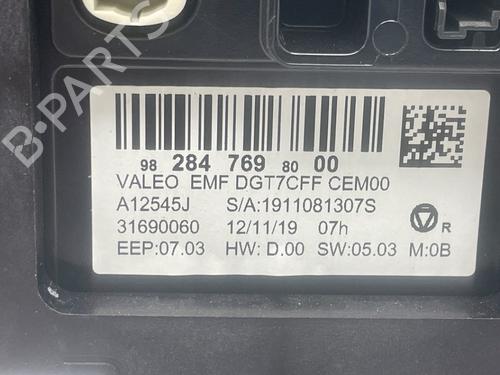 98 284 769 80 00
VALEO EMF DGT7CFF CEM00
A12545J S/A:1911081307S
31690060 12/11/19 07h
EEP:07.03 HW: D.00 SW:05.03 M:0B
V R
B-PARTS